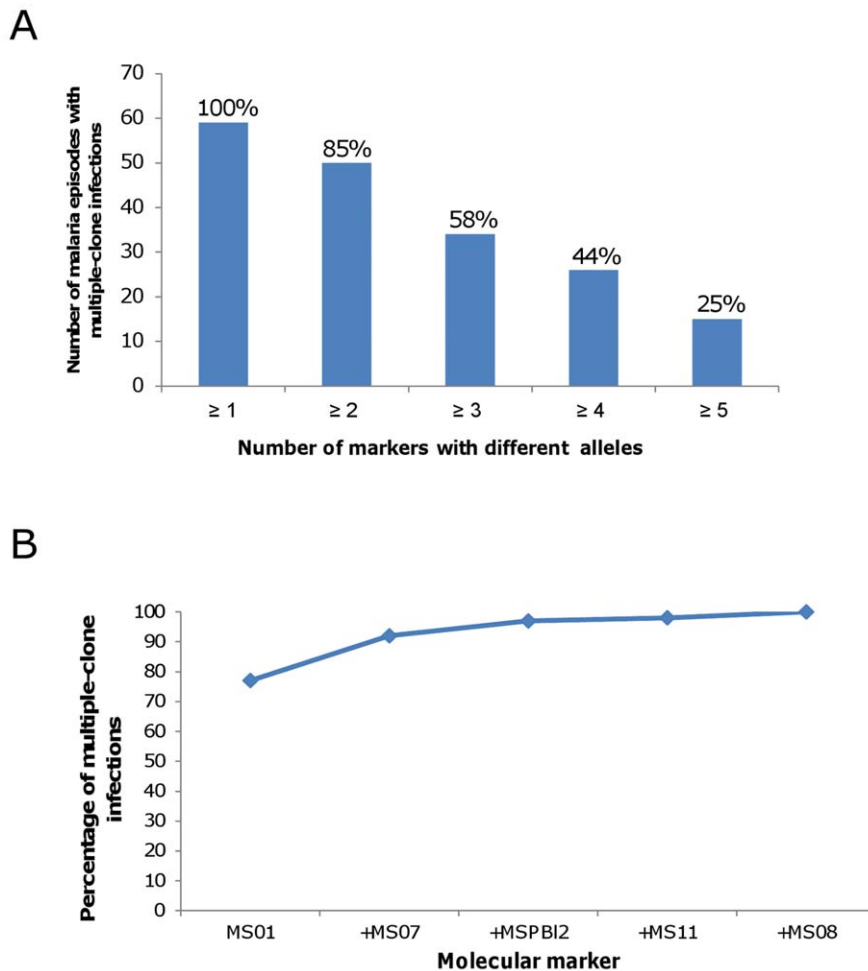 A
Number of malaria episodes with
multiple-clone infections
70
60
50
40
30
20
10
0
100%
85%
58%
44%
25%
≥ 1
≥ 2
≥ 3
≥ 4
≥ 5
Number of markers with different alleles
B
Percentage of multiple-clone
infections
100
90
80
70
60
50
40
30
20
10
0
MS01
+MS07
+MSPBl2
+MS11
+MS08
Molecular marker